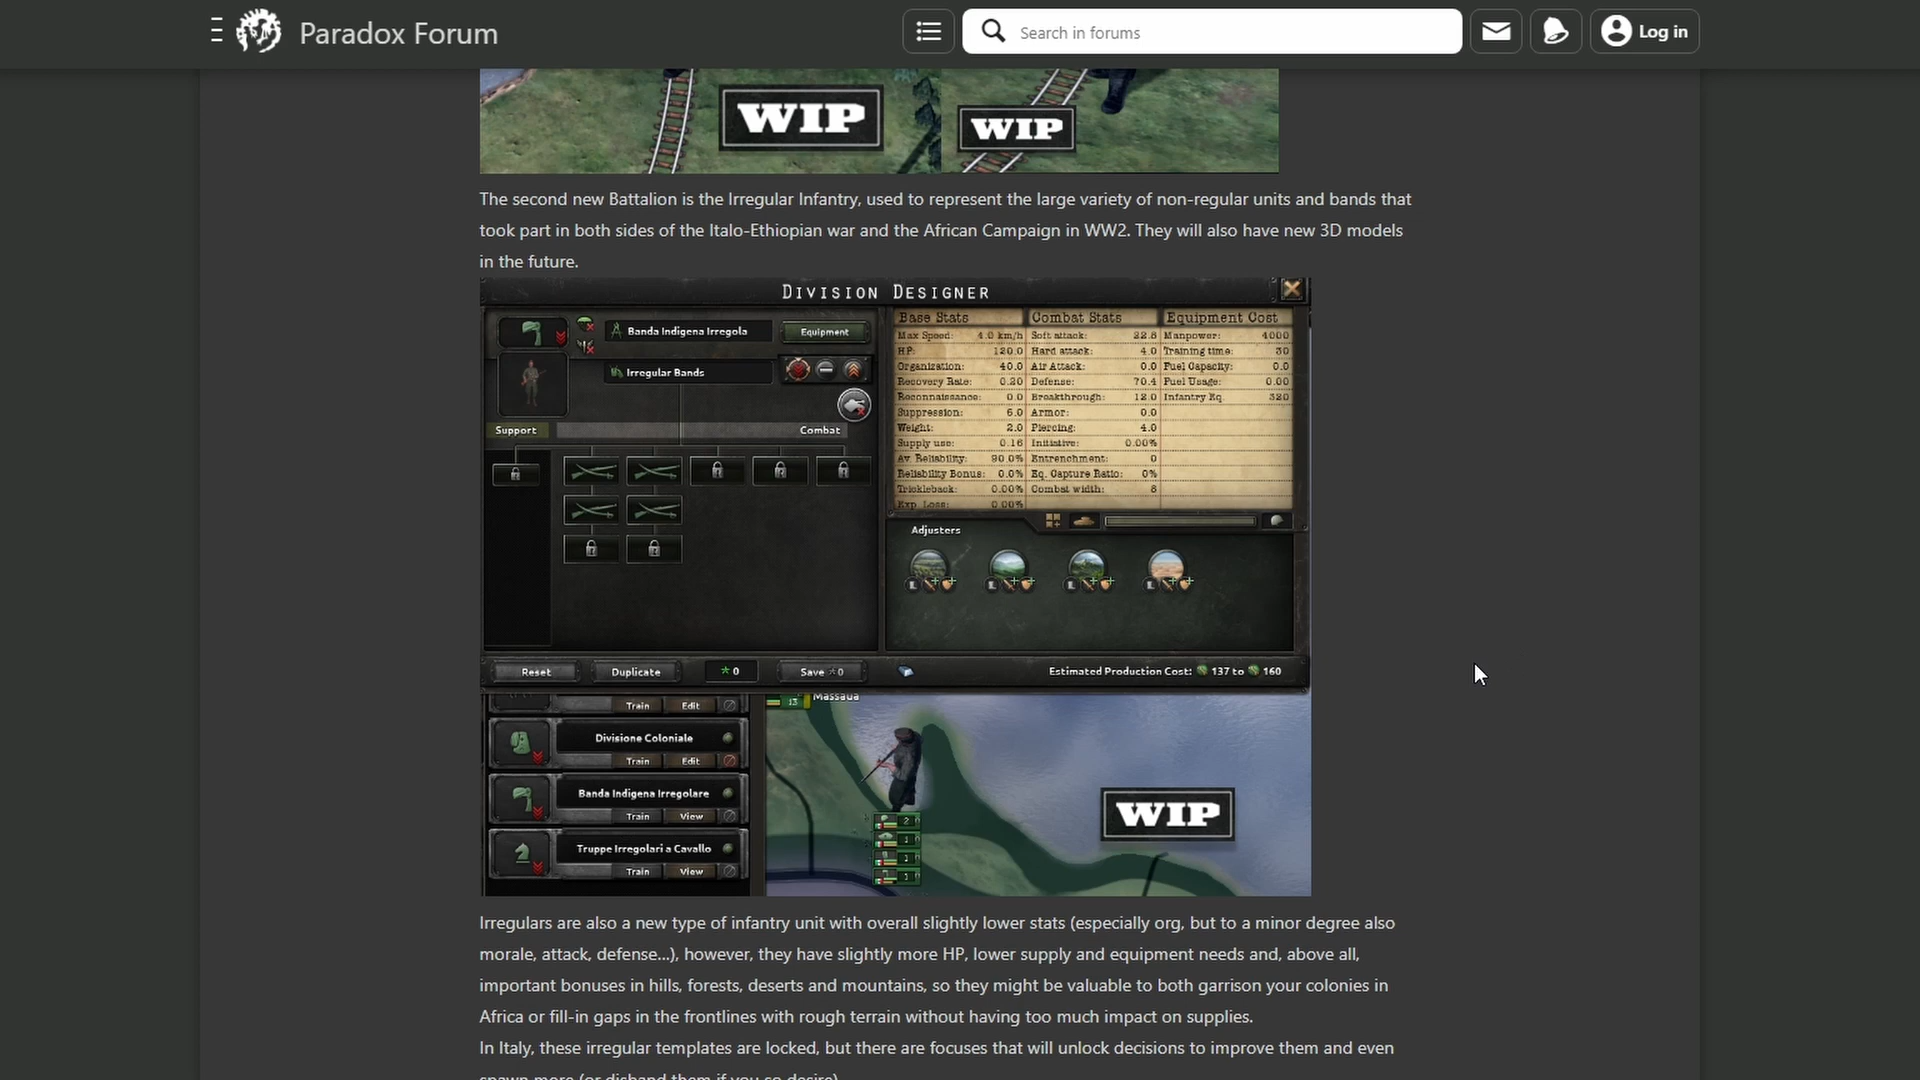 Paradox Forum
Search in forums
Log in
WIP
WIP
The second new Battalion is the Irregular Infantry, used to represent the large variety of non-regular units and bands that
took part in both sides of the Italo-Ethiopian war and the African Campaign in WW2. They will also have new 3D models
in the future.
Division Designer
Banda Indigena Irregola
Equipment
Irregular Bands
Support
Combat
Base Stats
Max Speed: 4.0 km/h
HP: 120.0
Organization: 40.0
Recovery Rate: 0.20
Reconnaissance: 0.0
Suppression: 6.0
Weight: 2.0
Supply use: 0.16
Av. Reliability: 90.0%
Reliability Bonus: 0.0%
Trickleback: 0.00%
Exp. Loss: 0.00%
Combat Stats
Soft attack: 22.8
Hard attack: 4.0
Air Attack: 0.0
Defense: 70.4
Breakthrough: 12.0
Armor: 0.0
Piercing: 4.0
Initiative: 0.00%
Entrenchment: 0
Eq. Capture Ratio: 0%
Combat width: 8
Equipment Cost
Manpower: 4000
Training time: 30
Fuel Capacity: 0.0
Fuel Usage: 0.00
Infantry Eq. 320
Adjusters
Reset
Duplicate
0
Save 0
Estimated Production Cost: 137 to 160
Train Edit
Divisione Coloniale
Train Edit
Banda Indigena Irregolare
Train View
Truppe Irregolari a Cavallo
Train View
13
Massaua
2
1
1
1
WIP
Irregulars are also a new type of infantry unit with overall slightly lower stats (especially org, but to a minor degree also
morale, attack, defense...), however, they have slightly more HP, lower supply and equipment needs and, above all,
important bonuses in hills, forests, deserts and mountains, so they might be valuable to both garrison your colonies in
Africa or fill-in gaps in the frontlines with rough terrain without having too much impact on supplies.
In Italy, these irregular templates are locked, but there are focuses that will unlock decisions to improve them and even
spawn more (or disband them if you so desire)